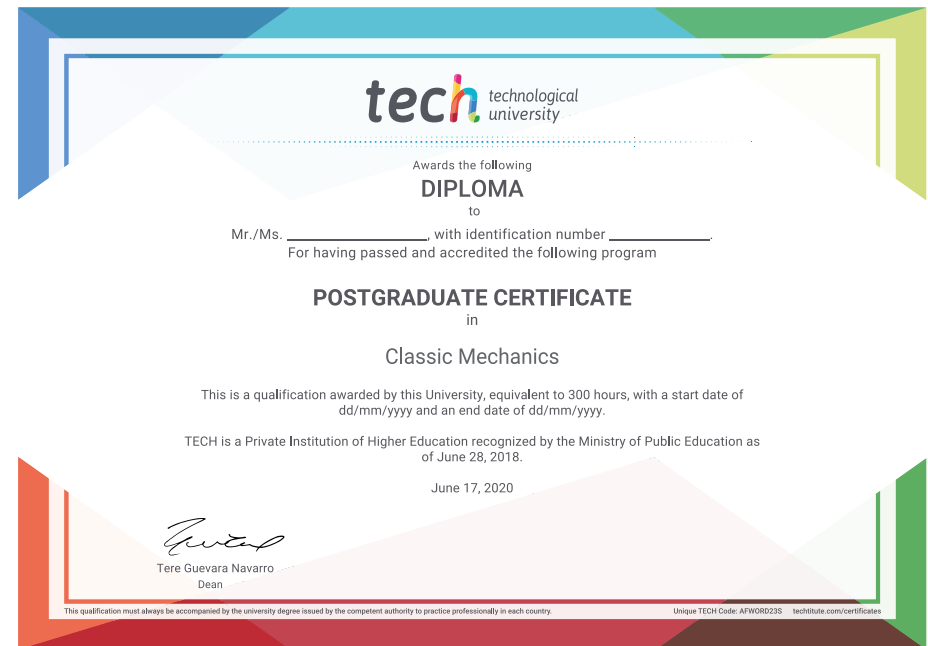 tech technological
university
Awards the following
DIPLOMA
to
Mr./Ms. ____________________, with identification number ______________.
For having passed and accredited the following program
POSTGRADUATE CERTIFICATE
in
Classic Mechanics
This is a qualification awarded by this University, equivalent to 300 hours, with a start date of
dd/mm/yyyy and an end date of dd/mm/yyyy.
TECH is a Private Institution of Higher Education recognized by the Ministry of Public Education as
of June 28, 2018.
June 17, 2020
Tere Guevara Navarro
Dean
This qualification must always be accompanied by the university degree issued by the competent authority to practice professionally in each country. Unique TECH Code: AFWORD23S techtitute.com/certificates